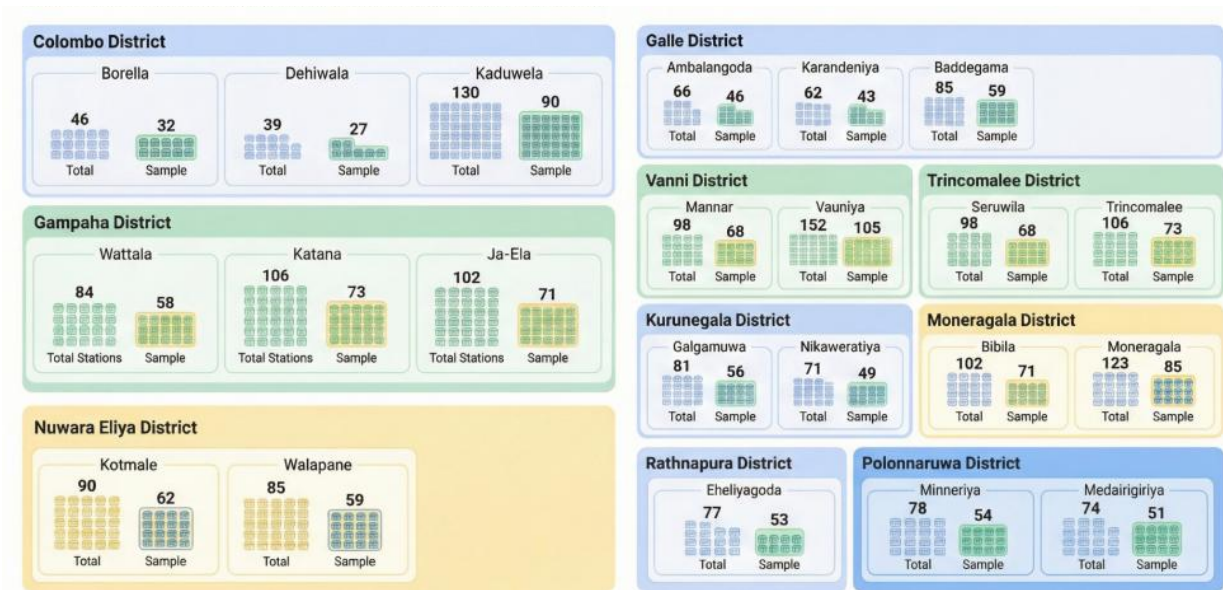 Colombo District
Borella Dehiwala Kaduwela
46 32 39 27 130 90
Total Sample Total Sample Total Sample
Gampaha District
Wattala Katana Ja-Ela
84 58 106 73 102 71
Total Stations Sample Total Stations Sample Total Stations Sample
Nuwara Eliya District
Kotmale Walapane
90 62 85 59
Total Sample Total Sample
Galle District
Ambalangoda Karandeniya Baddegama
66 46 62 43 85 59
Total Sample Total Sample Total Sample
Vanni District
Mannar Vauniya
98 68 152 105
Total Sample Total Sample
Trincomalee District
Seruwila Trincomalee
98 68 106 73
Total Sample Total Sample
Kurunegala District
Galgamuwa Nikaweratiya
81 56 71 49
Total Sample Total Sample
Moneragala District
Bibila Moneragala
102 71 123 85
Total Sample Total Sample
Rathnapura District
Eheliyagoda
77 53
Total Sample
Polonnaruwa District
Minneriya Medairigiriya
78 54 74 51
Total Sample Total Sample